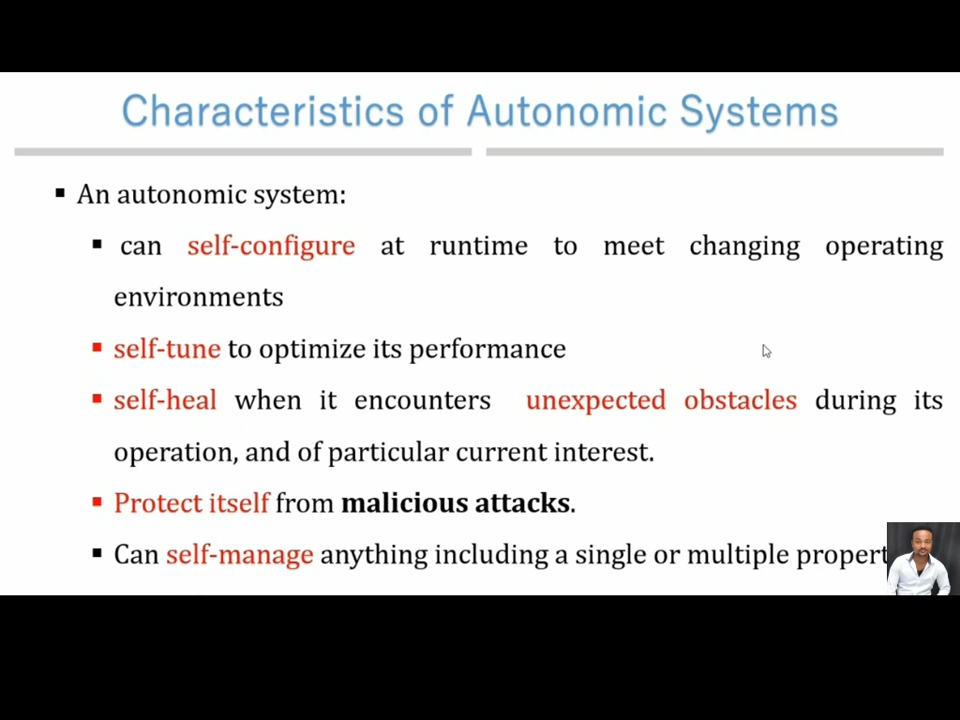 Characteristics of Autonomic Systems
▪ An autonomic system:
▪ can self-configure at runtime to meet changing operating
environments
▪ self-tune to optimize its performance
▪ self-heal when it encounters unexpected obstacles during its
operation, and of particular current interest.
▪ Protect itself from malicious attacks.
▪ Can self-manage anything including a single or multiple